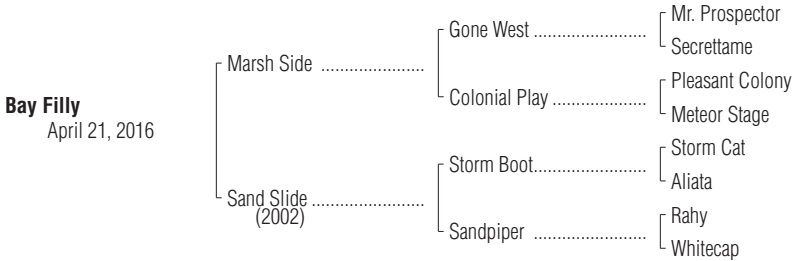 Mr. Prospector
Gone West ........................
Secrettame
Marsh Side ......................
Pleasant Colony
Colonial Play ....................
Meteor Stage
Bay Filly
April 21, 2016
Storm Cat
Storm Boot........................
Aliata
Sand Slide ........................
(2002)
Rahy
Sandpiper ........................
Whitecap